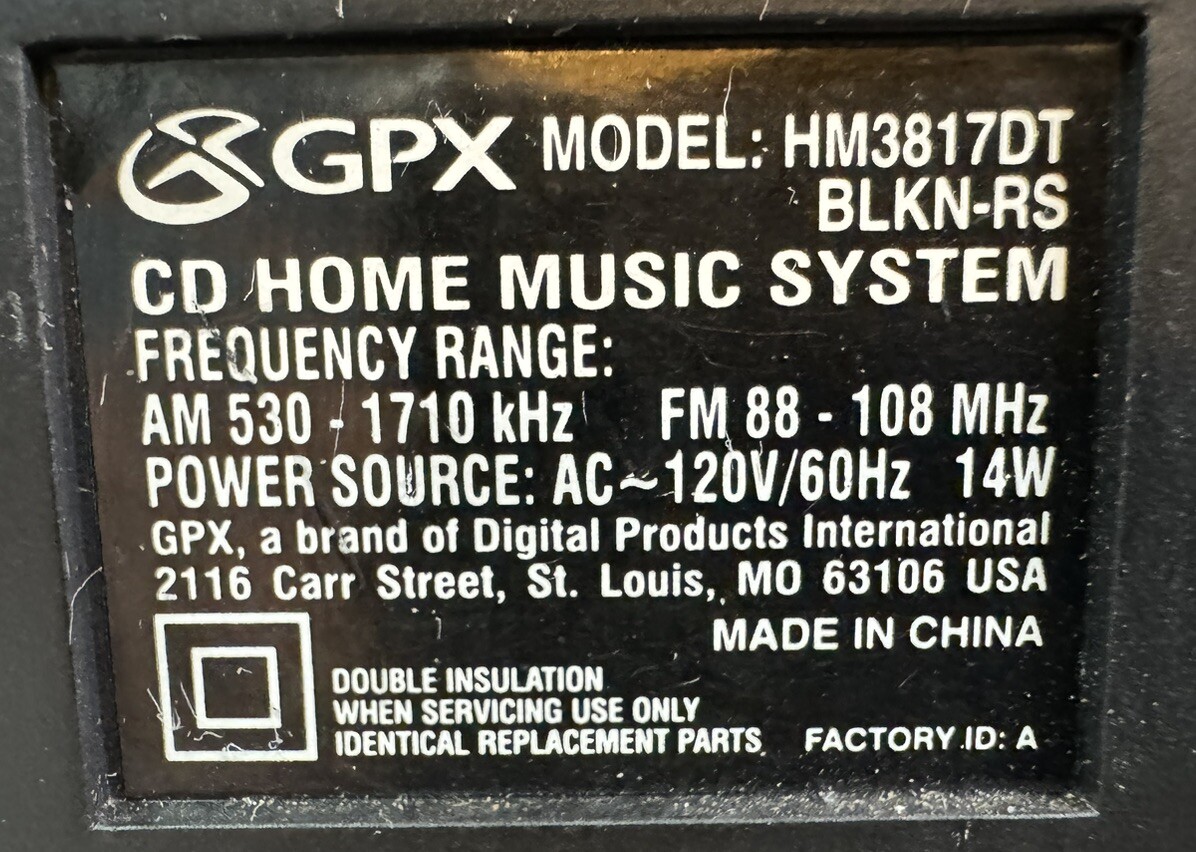 GPX MODEL: HM3817DT
BLKN-RS
CD HOME MUSIC SYSTEM
FREQUENCY RANGE:
AM 530 - 1710 kHz FM 88 - 108 MHz
POWER SOURCE: AC~120V/60Hz 14W
GPX, a brand of Digital Products International
2116 Carr Street, St. Louis, MO 63106 USA
MADE IN CHINA
DOUBLE INSULATION
WHEN SERVICING USE ONLY
IDENTICAL REPLACEMENT PARTS FACTORY ID: A